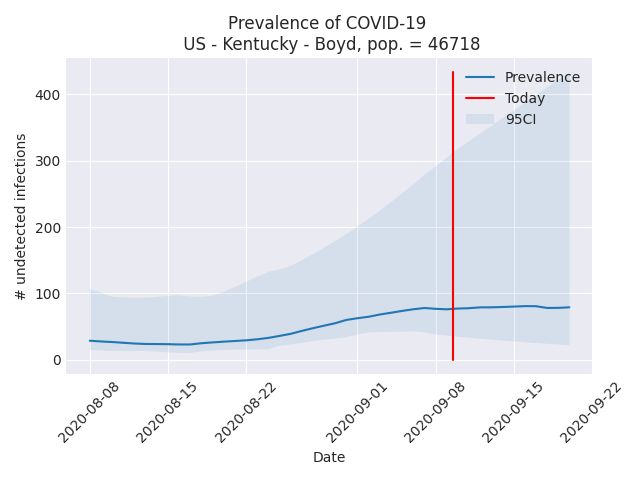 Prevalence of COVID-19
US - Kentucky - Boyd, pop. = 46718
Prevalence
Today
95CI
# undetected infections
400
300
200
100
0
2020-08-08
2020-08-15
2020-08-22
2020-09-01
2020-09-08
2020-09-15
2020-09-22
Date